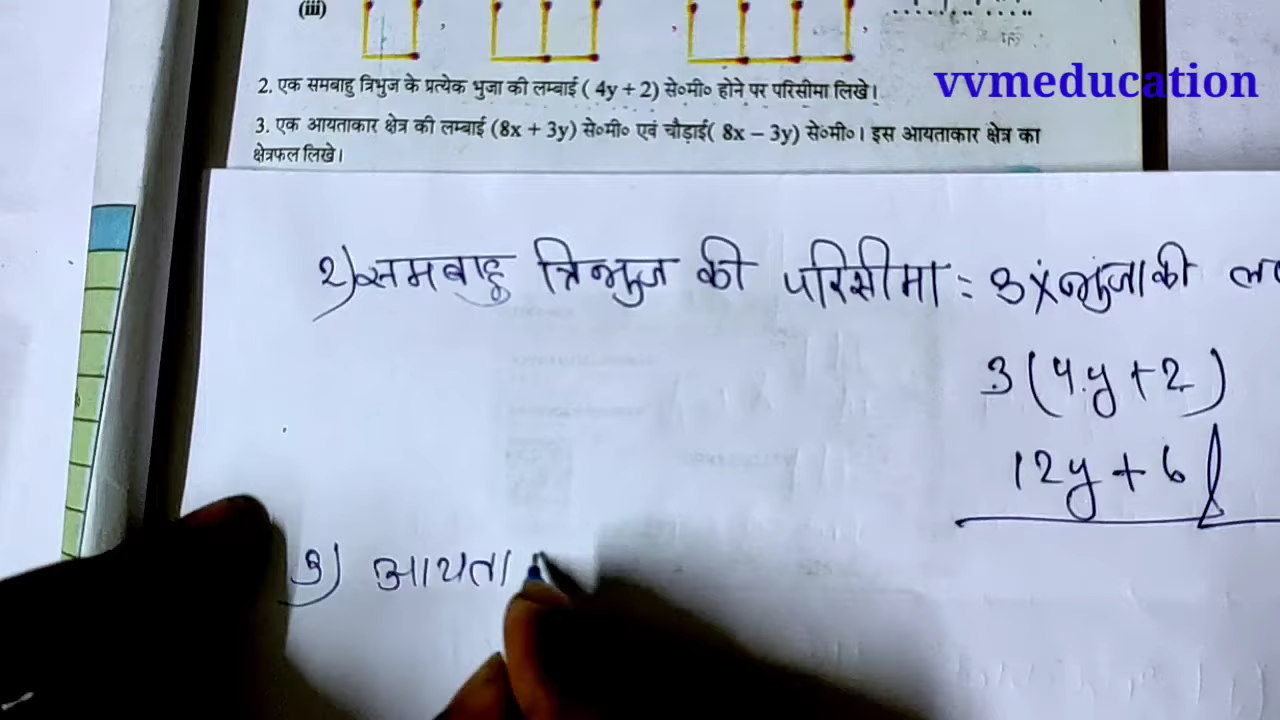 (iii)
vvmeducation
2. एक समबाहु त्रिभुज के प्रत्येक भुजा की लम्बाई ( 4y + 2) से०मी० होने पर परिसीमा लिखे।
3. एक आयताकार क्षेत्र की लम्बाई (8x + 3y) से०मी० एवं चौड़ाई( 8x – 3y) से०मी०। इस आयताकार क्षेत्र का
क्षेत्रफल लिखे।
2) समबाहु त्रिभुज की परिसीमा = 3 × भुजा की
3 (4y + 2)
12y + 6
3) आयता